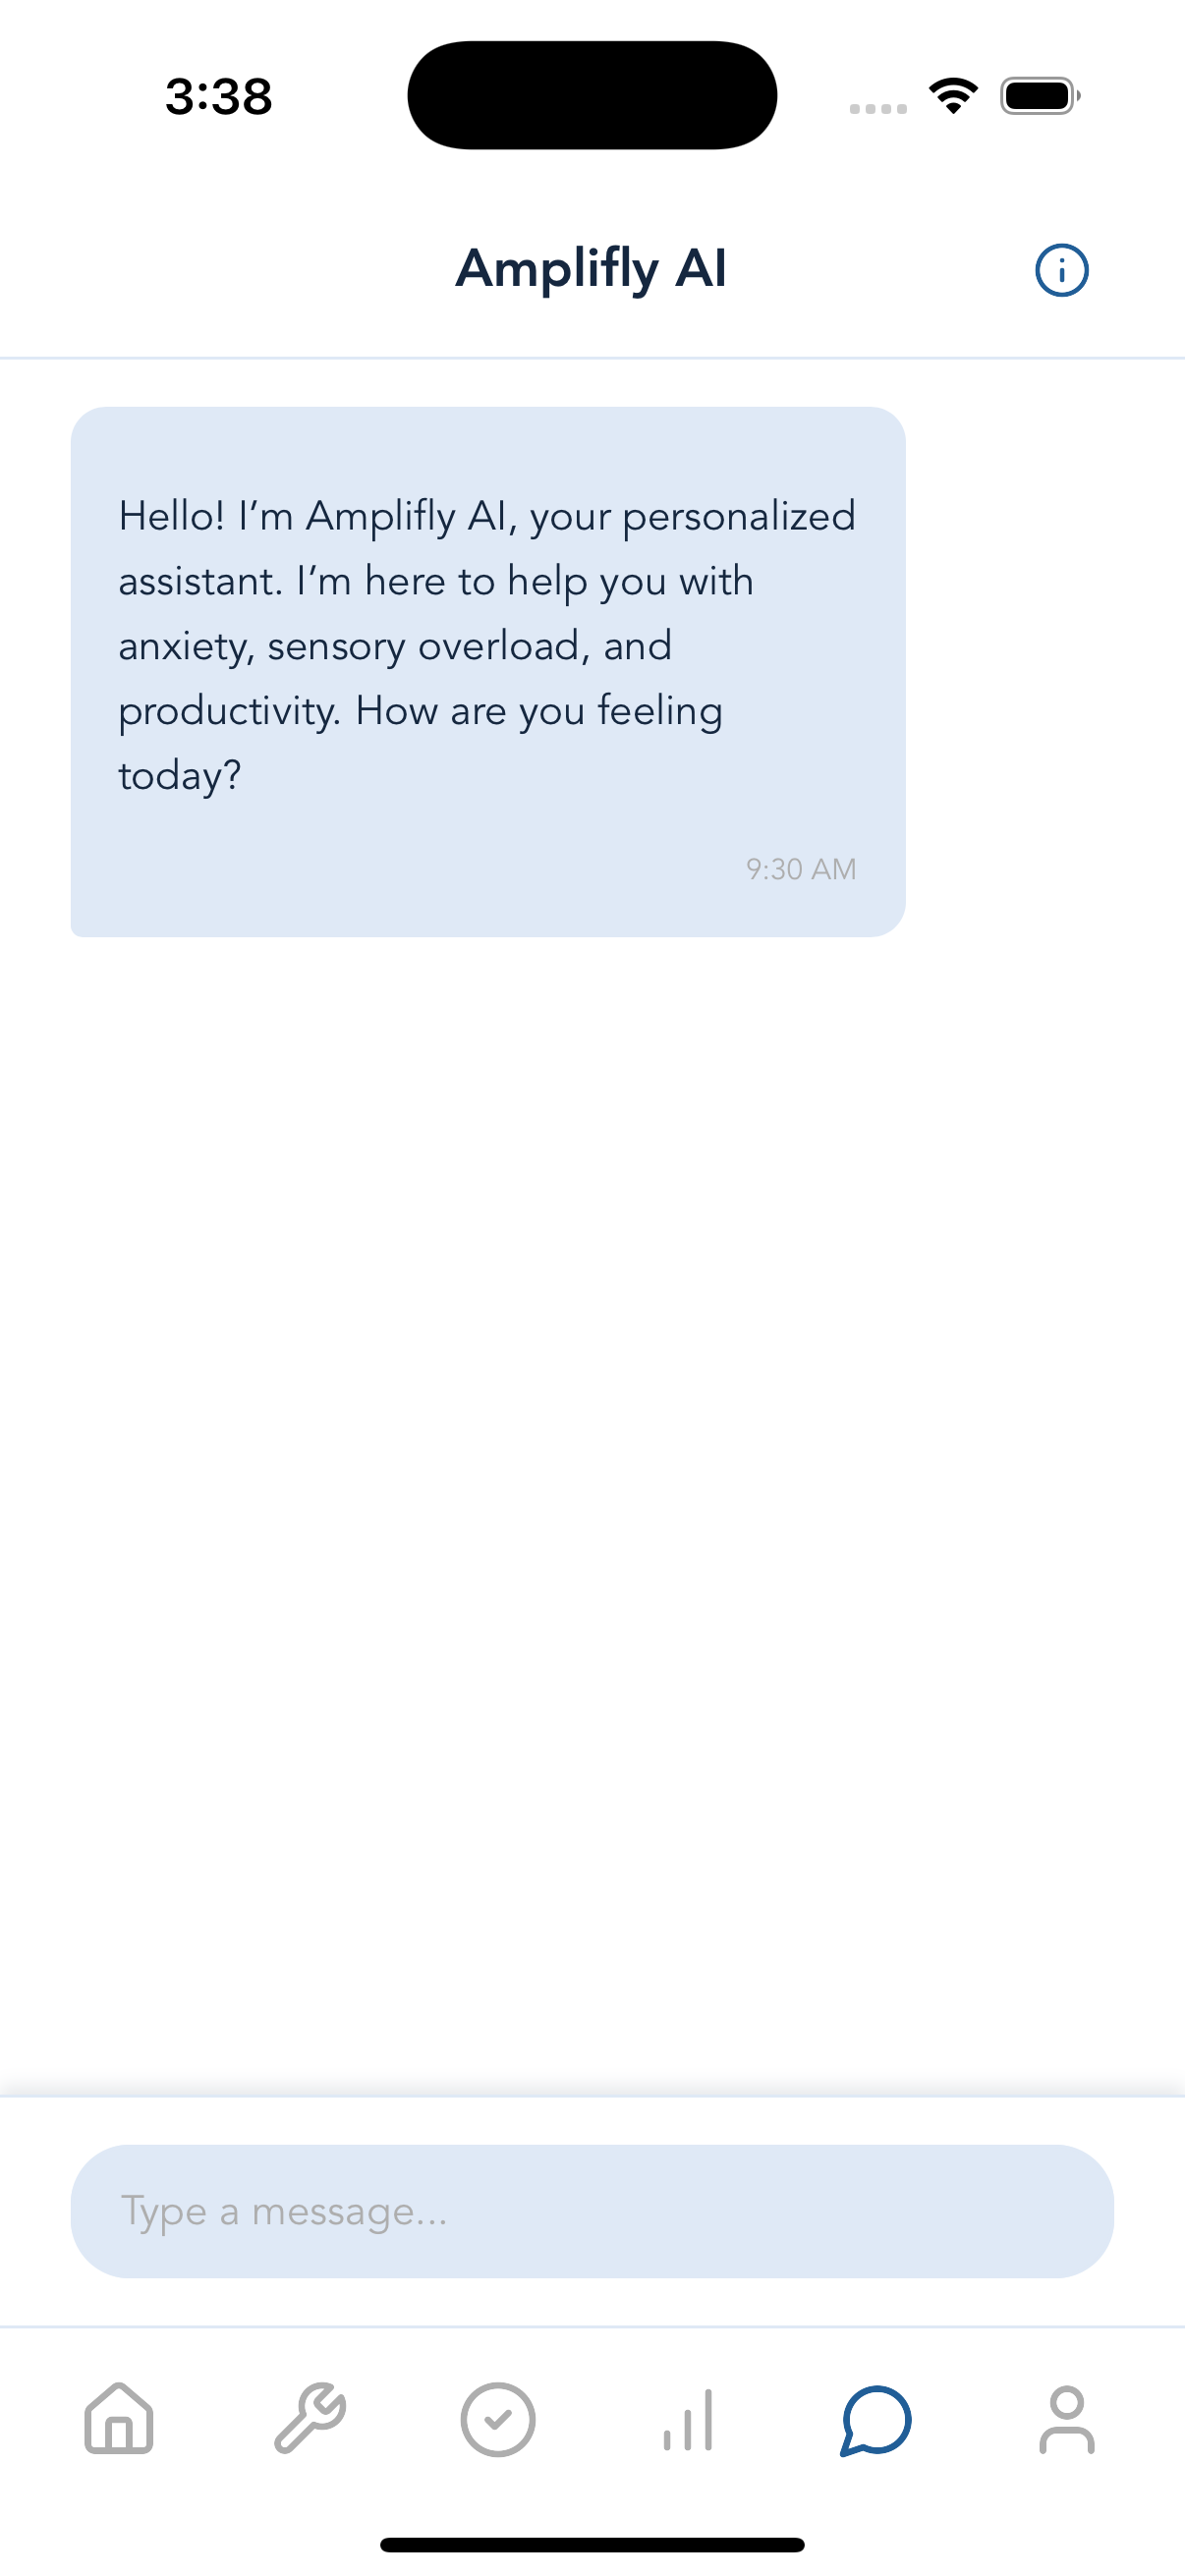 3:38
Amplifly AI
Hello! I’m Amplifly AI, your personalized
assistant. I’m here to help you with
anxiety, sensory overload, and
productivity. How are you feeling
today?
9:30 AM
Type a message...